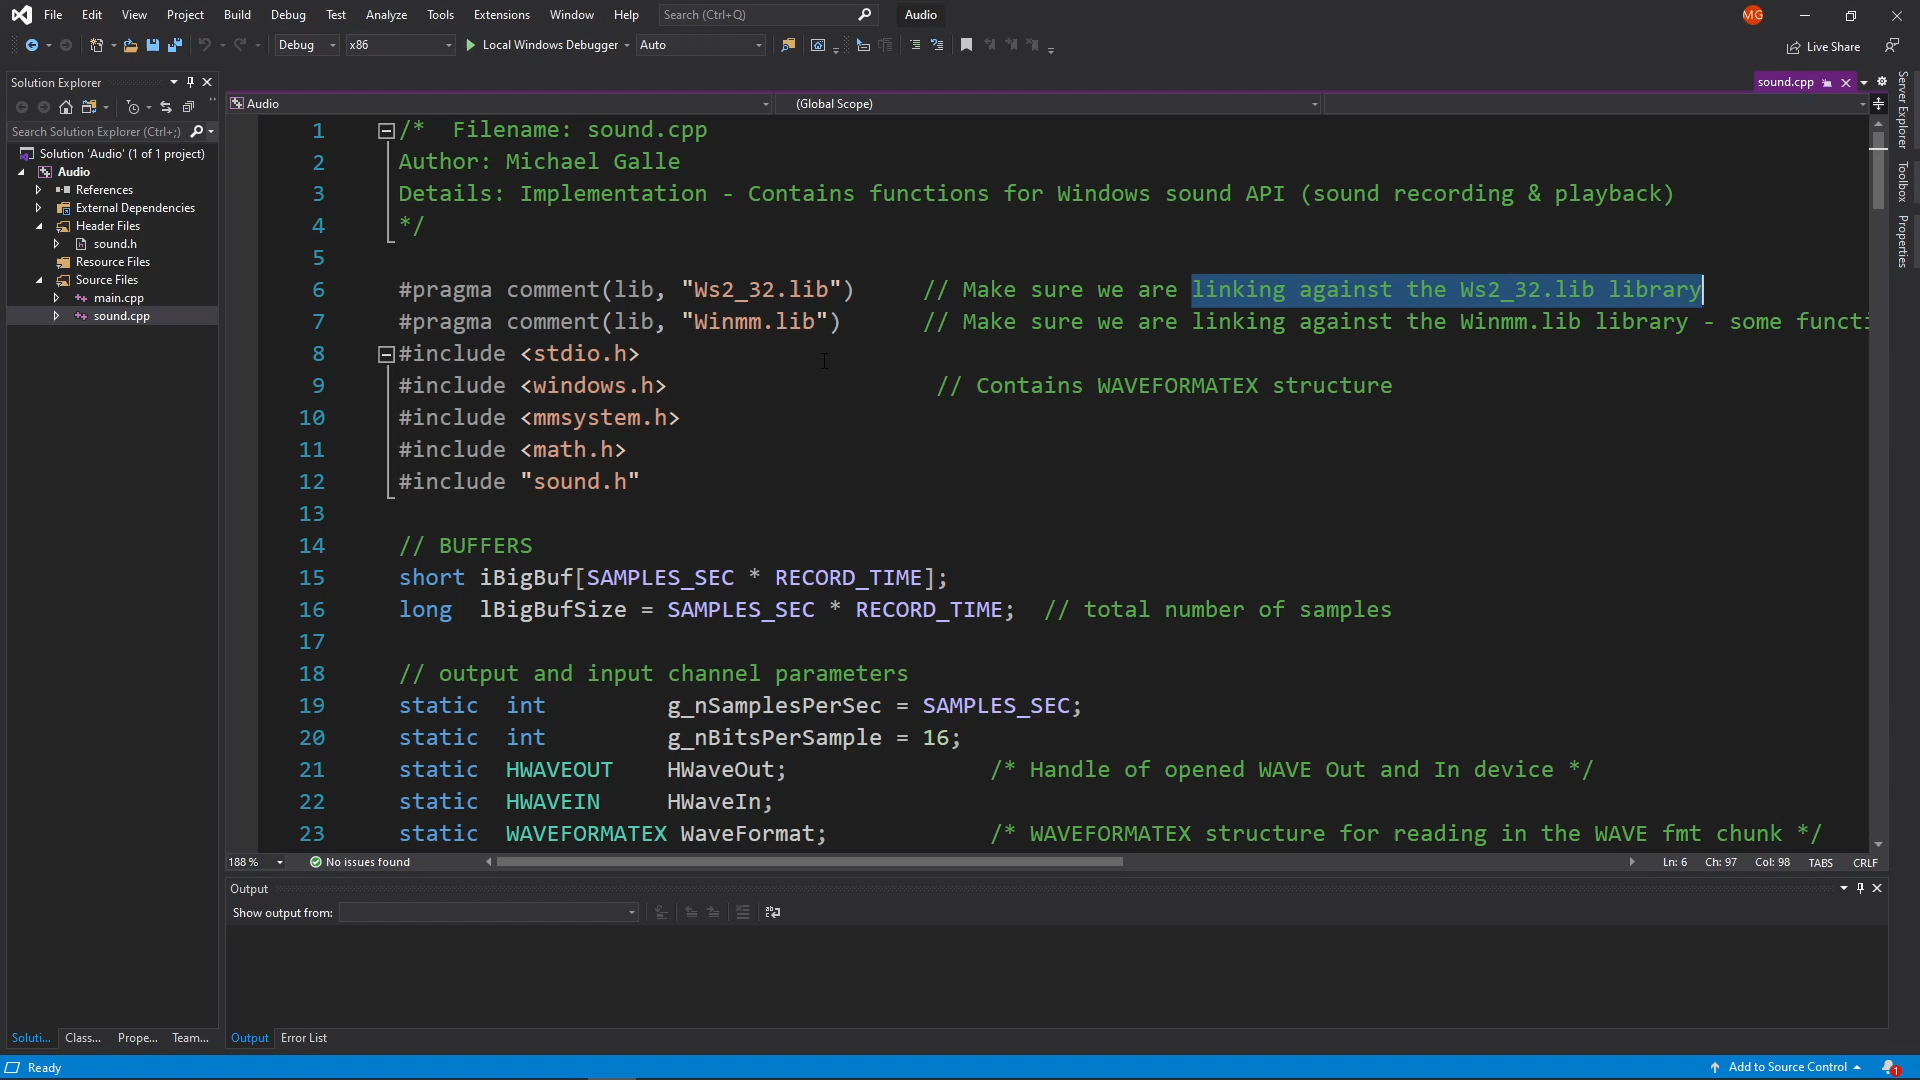 File Edit View Project Build Debug Test Analyze Tools Extensions Window Help Search (Ctrl+Q) Audio MG
Debug x86 Local Windows Debugger Auto Live Share
Solution Explorer
Search Solution Explorer (Ctrl+;)
Solution 'Audio' (1 of 1 project)
Audio
References
External Dependencies
Header Files
sound.h
Resource Files
Source Files
main.cpp
sound.cpp
Soluti... Class... Prope... Team...
sound.cpp
Audio (Global Scope)
1 /* Filename: sound.cpp
2 Author: Michael Galle
3 Details: Implementation - Contains functions for Windows sound API (sound recording & playback)
4 */
5
6 #pragma comment(lib, "Ws2_32.lib") // Make sure we are linking against the Ws2_32.lib library
7 #pragma comment(lib, "Winmm.lib") // Make sure we are linking against the Winmm.lib library - some functi
8 #include <stdio.h>
9 #include <windows.h> // Contains WAVEFORMATEX structure
10 #include <mmsystem.h>
11 #include <math.h>
12 #include "sound.h"
13
14 // BUFFERS
15 short iBigBuf[SAMPLES_SEC * RECORD_TIME];
16 long lBigBufSize = SAMPLES_SEC * RECORD_TIME; // total number of samples
17
18 // output and input channel parameters
19 static int g_nSamplesPerSec = SAMPLES_SEC;
20 static int g_nBitsPerSample = 16;
21 static HWAVEOUT HWaveOut; /* Handle of opened WAVE Out and In device */
22 static HWAVEIN HWaveIn;
23 static WAVEFORMATEX WaveFormat; /* WAVEFORMATEX structure for reading in the WAVE fmt chunk */
188 % No issues found Ln: 6 Ch: 97 Col: 98 TABS CRLF
Output
Show output from:
Output Error List
Server Explorer
Toolbox
Properties
Ready Add to Source Control 1